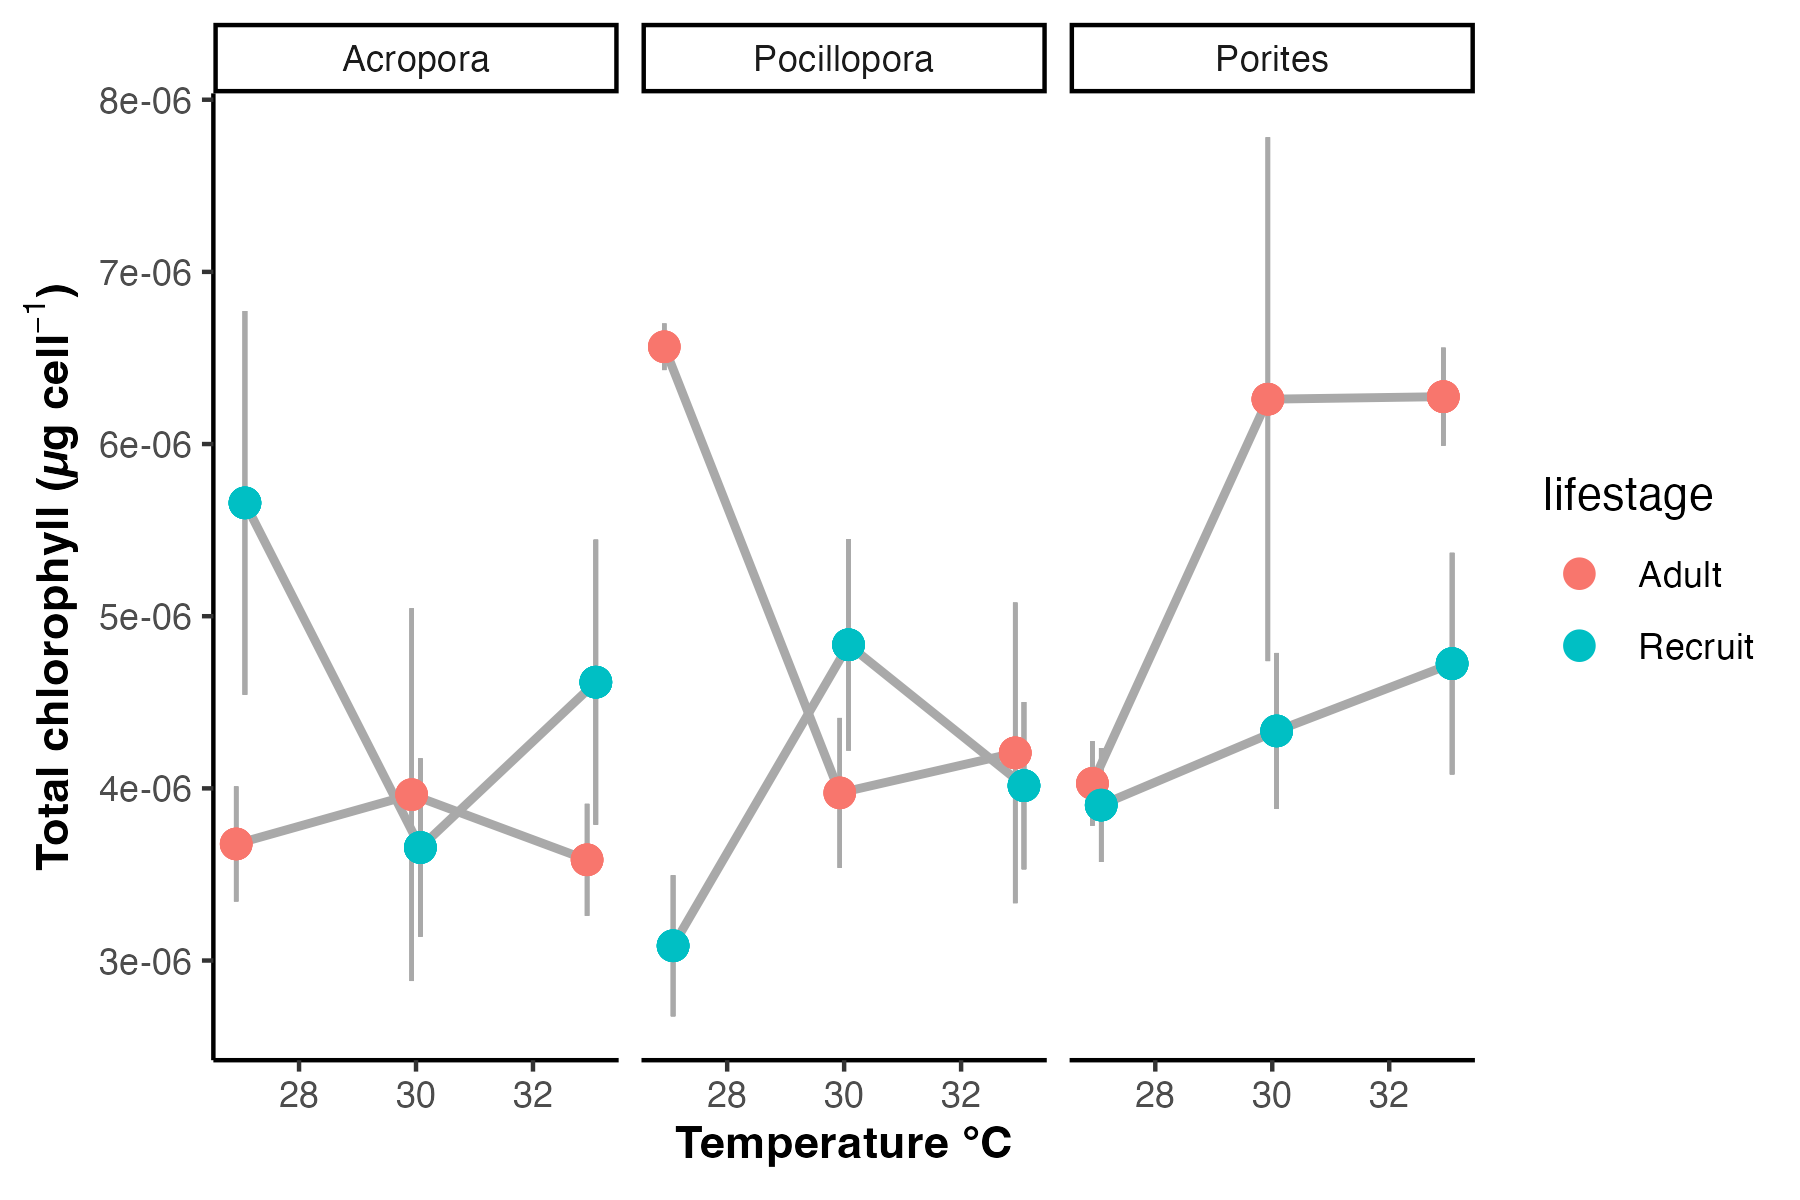 Acropora
Pocillopora
Porites
8e-06
7e-06
6e-06
5e-06
4e-06
3e-06
Total chlorophyll (µg cell⁻¹)
28 30 32
28 30 32
28 30 32
Temperature °C
lifestage
Adult
Recruit